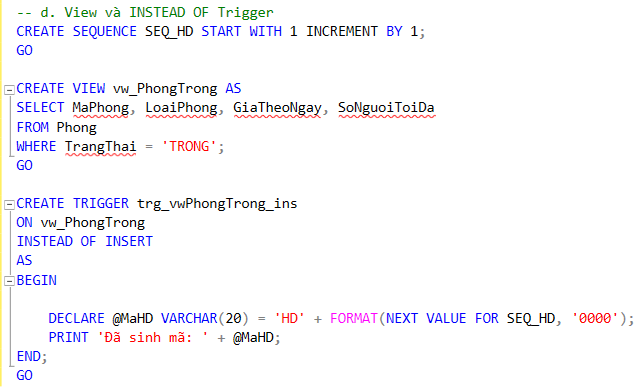 -- d. View và INSTEAD OF Trigger
CREATE SEQUENCE SEQ_HD START WITH 1 INCREMENT BY 1;
GO
CREATE VIEW vw_PhongTrong AS
SELECT MaPhong, LoaiPhong, GiaTheoNgay, SoNguoiToiDa
FROM Phong
WHERE TrangThai = 'TRONG';
GO
CREATE TRIGGER trg_vwPhongTrong_ins
ON vw_PhongTrong
INSTEAD OF INSERT
AS
BEGIN
DECLARE @MaHD VARCHAR(20) = 'HD' + FORMAT(NEXT VALUE FOR SEQ_HD, '0000');
PRINT 'Đã sinh mã: ' + @MaHD;
END;
GO